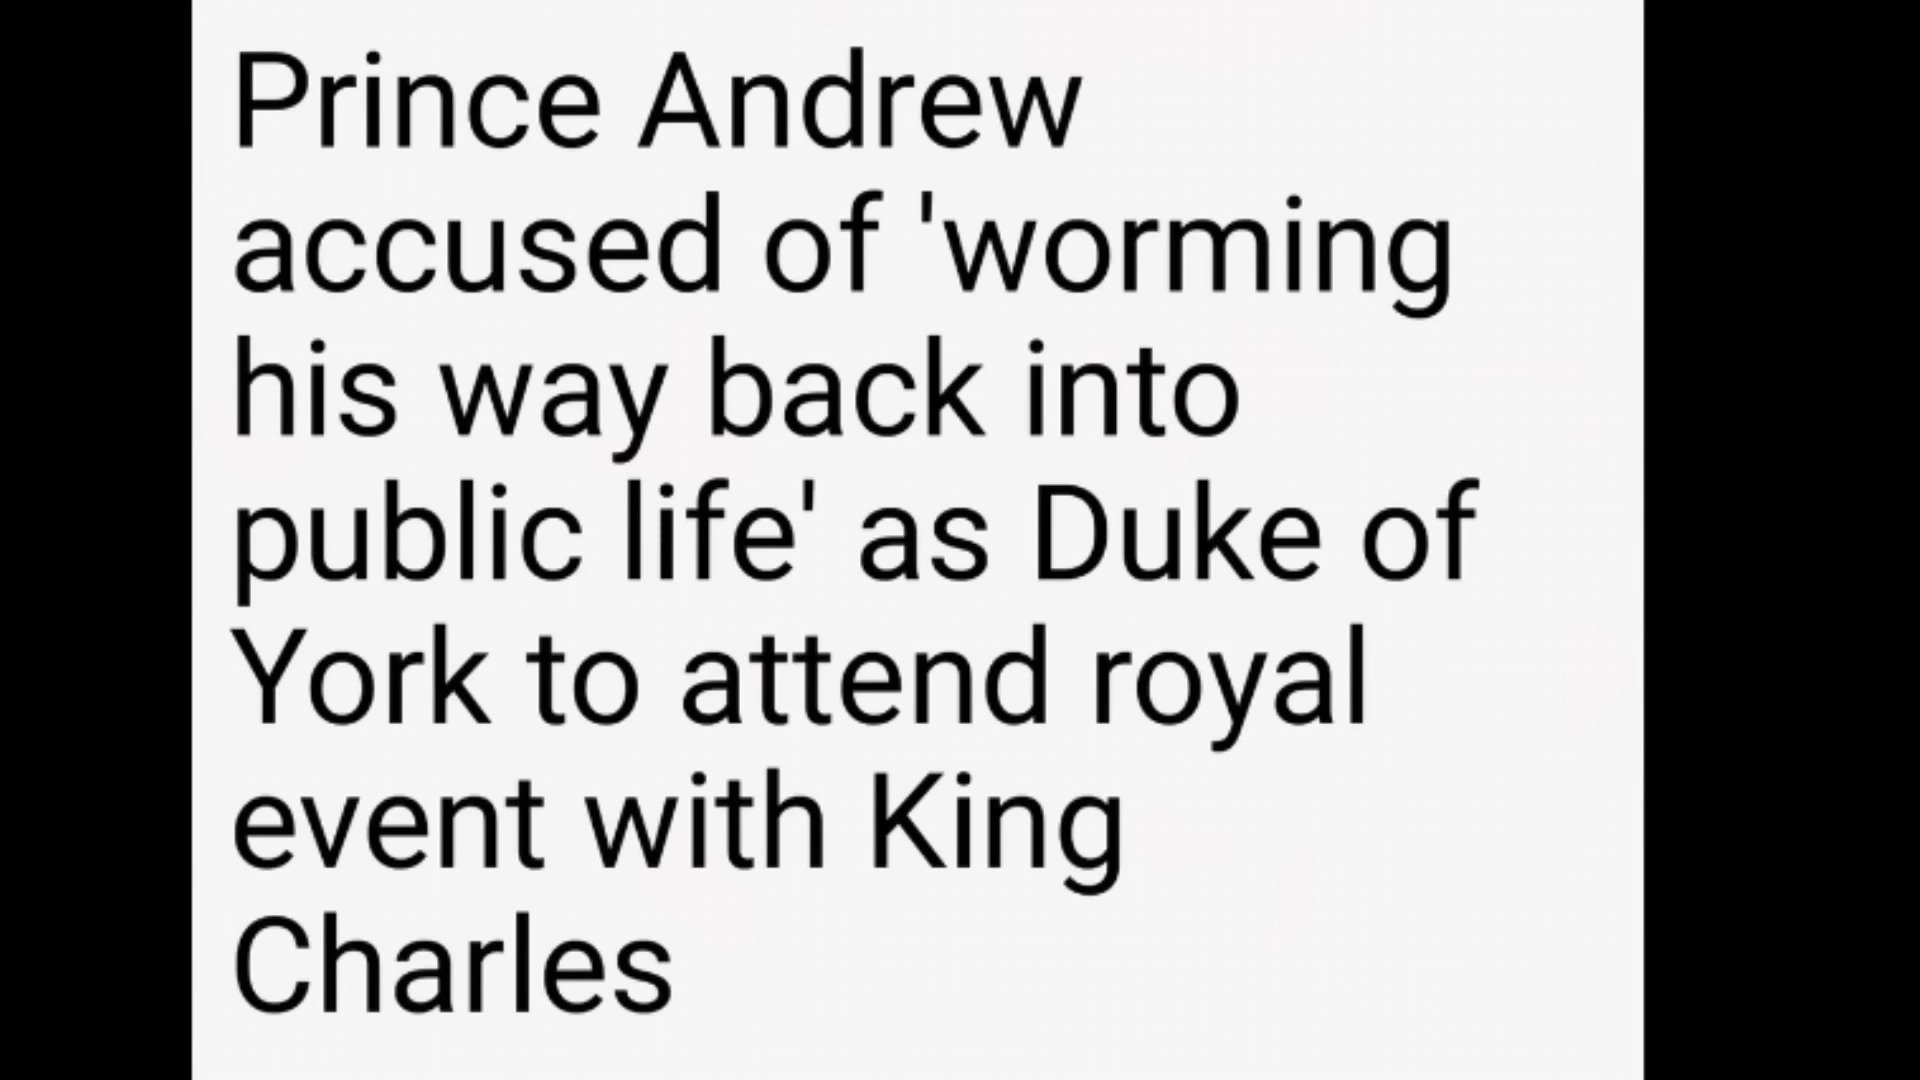 Prince Andrew
accused of 'worming
his way back into
public life' as Duke of
York to attend royal
event with King
Charles